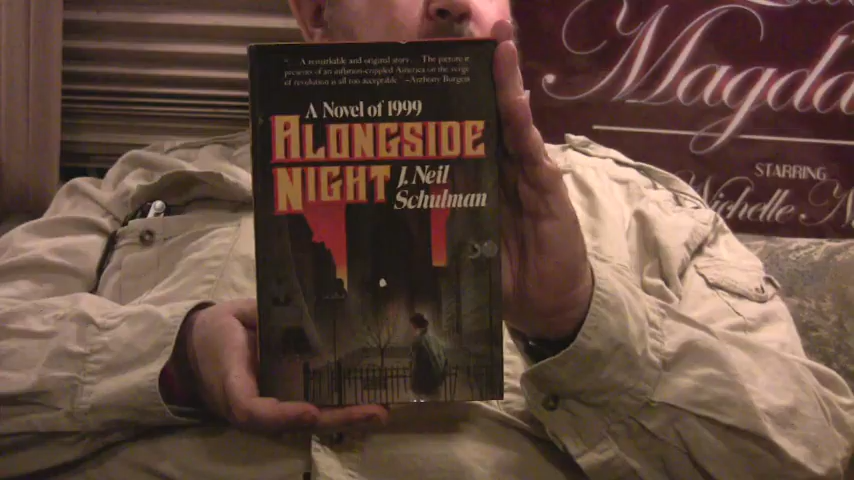 "... A remarkable and original story ... The picture it
presents of an inflation-crippled America on the verge
of revolution is all too acceptable." —Anthony Burgess
A Novel of 1999
ALONGSIDE
NIGHT
J. Neil
Schulman
Magda
STARRING
Nichelle N